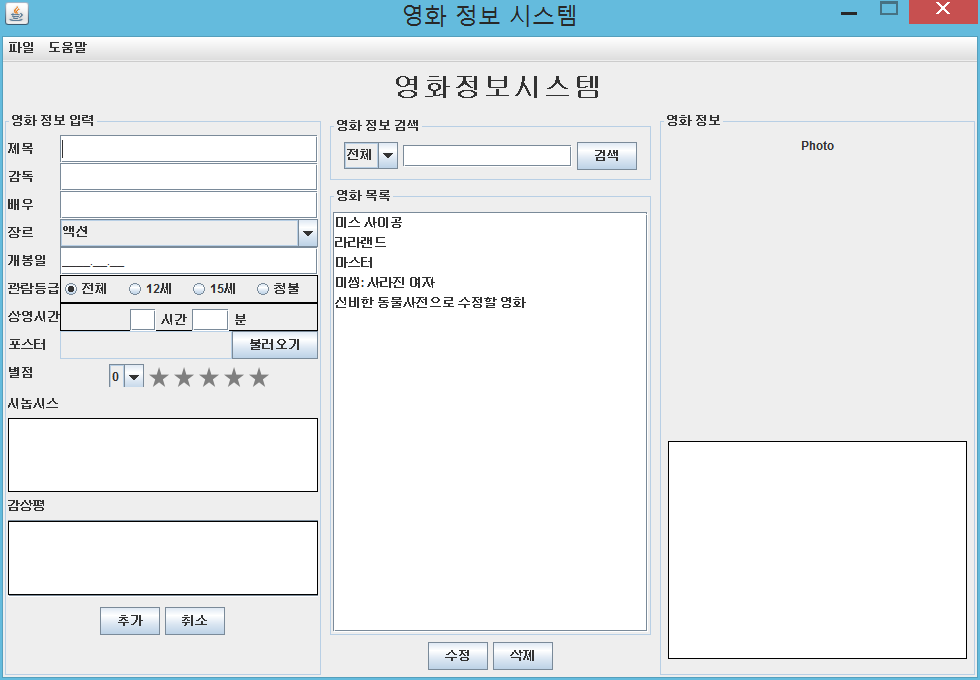 영화 정보 시스템
파일 도움말
영화정보시스템
영화 정보 입력
제목
감독
배우
장르 액션
개봉일 ____.__.__
관람등급 전체 12세 15세 청불
상영시간 시간 분
포스터 불러오기
별점 0 ★★★★★
시놉시스
감상평
추가 취소
영화 정보 검색
전체 검색
영화 목록
미스 사이공
라라랜드
마스터
미씽: 사라진 여자
신비한 동물사전으로 수정할 영화
수정 삭제
영화 정보
Photo